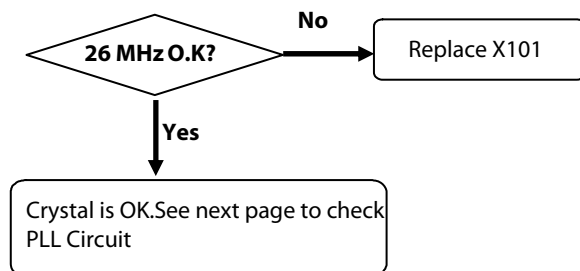 No
26 MHz O.K?
Replace X101
Yes
Crystal is OK.See next page to check
PLL Circuit